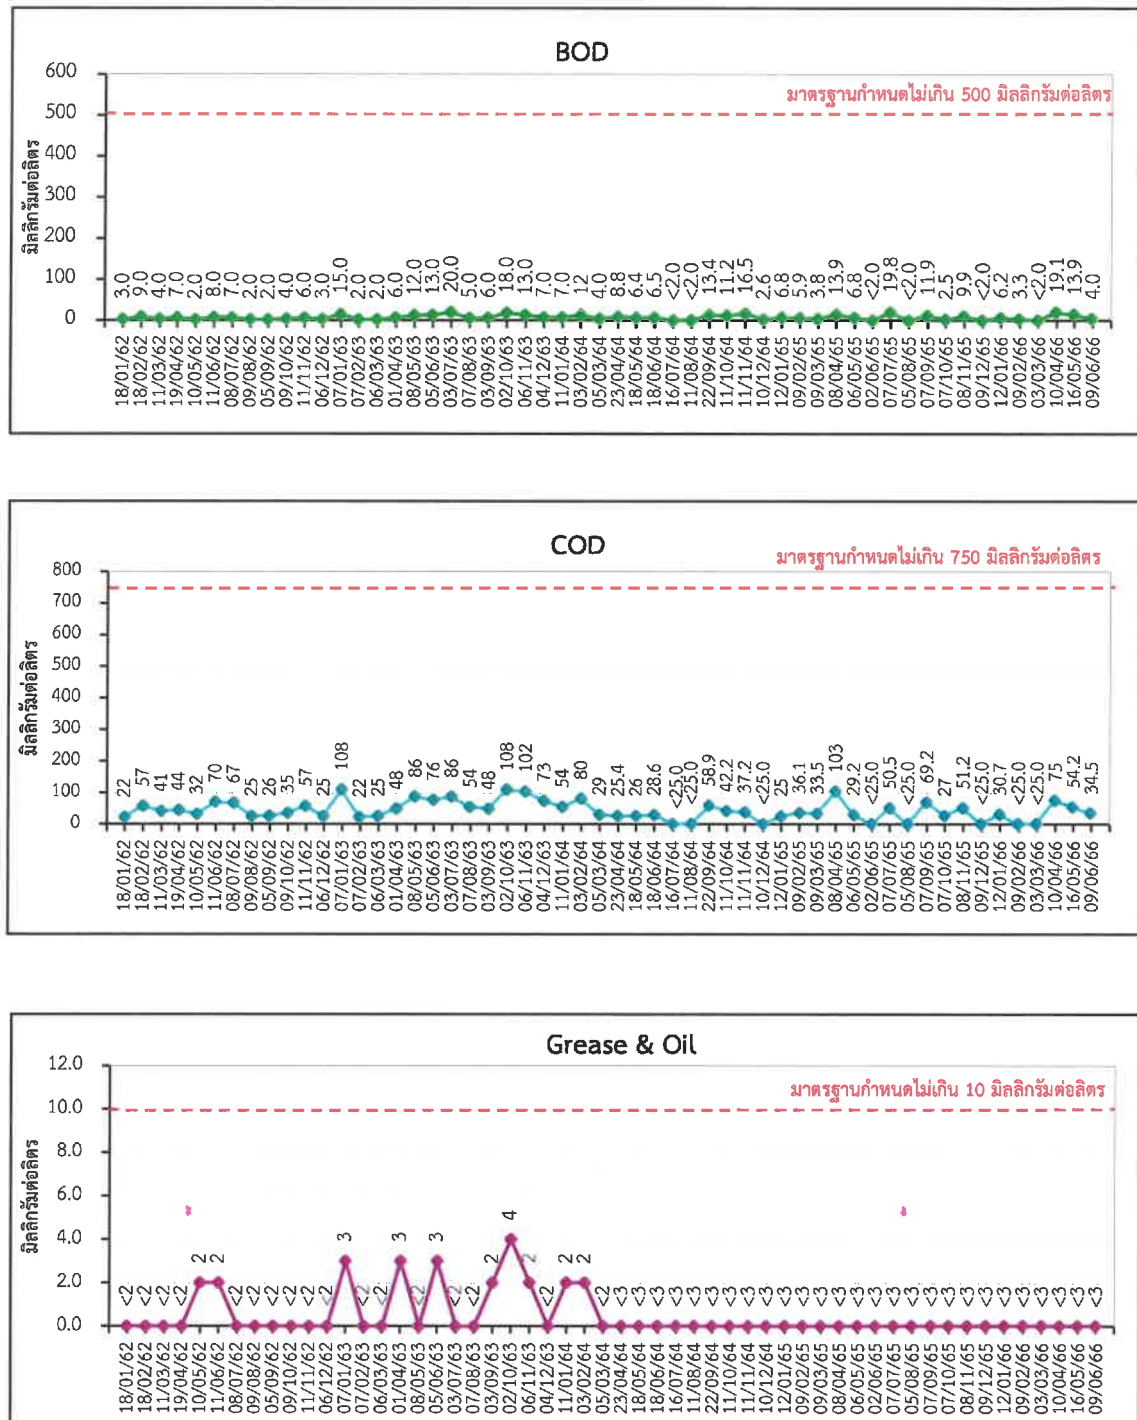 BOD
มาตรฐานกำหนดไม่เกิน 500 มิลลิกรัมต่อลิตร
มิลลิกรัมต่อลิตร
600
500
400
300
200
100
0
3.0 9.0 4.0 7.0 2.0 8.0 7.0 2.0 2.0 4.0 6.0 3.0 15.0 2.0 2.0 6.0 12.0 13.0 20.0 5.0 6.0 18.0 13.0 7.0 7.0 12 4.0 8.8 6.4 6.5 <2.0 <2.0 13.4 11.2 16.5 2.6 6.8 5.9 3.8 13.9 6.8 <2.0 19.8 <2.0 11.9 2.5 9.9 <2.0 6.2 3.3 <2.0 19.1 13.9 4.0
18/01/62 18/02/62 11/03/62 19/04/62 10/05/62 11/06/62 08/07/62 09/08/62 05/09/62 09/10/62 11/11/62 06/12/62 07/01/63 07/02/63 06/03/63 01/04/63 08/05/63 05/06/63 03/07/63 07/08/63 03/09/63 02/10/63 06/11/63 04/12/63 11/01/64 03/02/64 05/03/64 23/04/64 18/05/64 18/06/64 16/07/64 11/08/64 22/09/64 11/10/64 11/11/64 10/12/64 12/01/65 09/02/65 09/03/65 08/04/65 06/05/65 02/06/65 07/07/65 05/08/65 07/09/65 07/10/65 08/11/65 09/12/65 12/01/66 09/02/66 03/03/66 10/04/66 16/05/66 09/06/66
COD
มาตรฐานกำหนดไม่เกิน 750 มิลลิกรัมต่อลิตร
มิลลิกรัมต่อลิตร
800
700
600
500
400
300
200
100
0
22 57 41 44 32 70 67 25 26 35 57 25 108 22 25 48 86 76 86 54 48 108 102 73 54 80 29 25.4 26 28.6 <25.0 <25.0 58.9 42.2 37.2 <25.0 25 36.1 33.5 103 29.2 <25.0 50.5 <25.0 69.2 27 51.2 <25.0 30.7 <25.0 <25.0 75 54.2 34.5
18/01/62 18/02/62 11/03/62 19/04/62 10/05/62 11/06/62 08/07/62 09/08/62 05/09/62 09/10/62 11/11/62 06/12/62 07/01/63 07/02/63 06/03/63 01/04/63 08/05/63 05/06/63 03/07/63 07/08/63 03/09/63 02/10/63 06/11/63 04/12/63 11/01/64 03/02/64 05/03/64 23/04/64 18/05/64 18/06/64 16/07/64 11/08/64 22/09/64 11/10/64 11/11/64 10/12/64 12/01/65 09/02/65 09/03/65 08/04/65 06/05/65 02/06/65 07/07/65 05/08/65 07/09/65 07/10/65 08/11/65 09/12/65 12/01/66 09/02/66 03/03/66 10/04/66 16/05/66 09/06/66
Grease & Oil
มาตรฐานกำหนดไม่เกิน 10 มิลลิกรัมต่อลิตร
มิลลิกรัมต่อลิตร
12.0
10.0
8.0
6.0
4.0
2.0
0.0
<2 <2 <2 <2 2 2 <2 <2 <2 <2 <2 <2 3 <2 <2 3 <2 3 <2 <2 2 4 2 <2 2 2 <2 <3 <3 <3 <3 <3 <3 <3 <3 <3 <3 <3 <3 <3 <3 <3 <3 <3 <3 <3 <3 <3 <3 <3 <3 <3 <3 <3
18/01/62 18/02/62 11/03/62 19/04/62 10/05/62 11/06/62 08/07/62 09/08/62 05/09/62 09/10/62 11/11/62 06/12/62 07/01/63 07/02/63 06/03/63 01/04/63 08/05/63 05/06/63 03/07/63 07/08/63 03/09/63 02/10/63 06/11/63 04/12/63 11/01/64 03/02/64 05/03/64 23/04/64 18/05/64 18/06/64 16/07/64 11/08/64 22/09/64 11/10/64 11/11/64 10/12/64 12/01/65 09/02/65 09/03/65 08/04/65 06/05/65 02/06/65 07/07/65 05/08/65 07/09/65 07/10/65 08/11/65 09/12/65 12/01/66 09/02/66 03/03/66 10/04/66 16/05/66 09/06/66